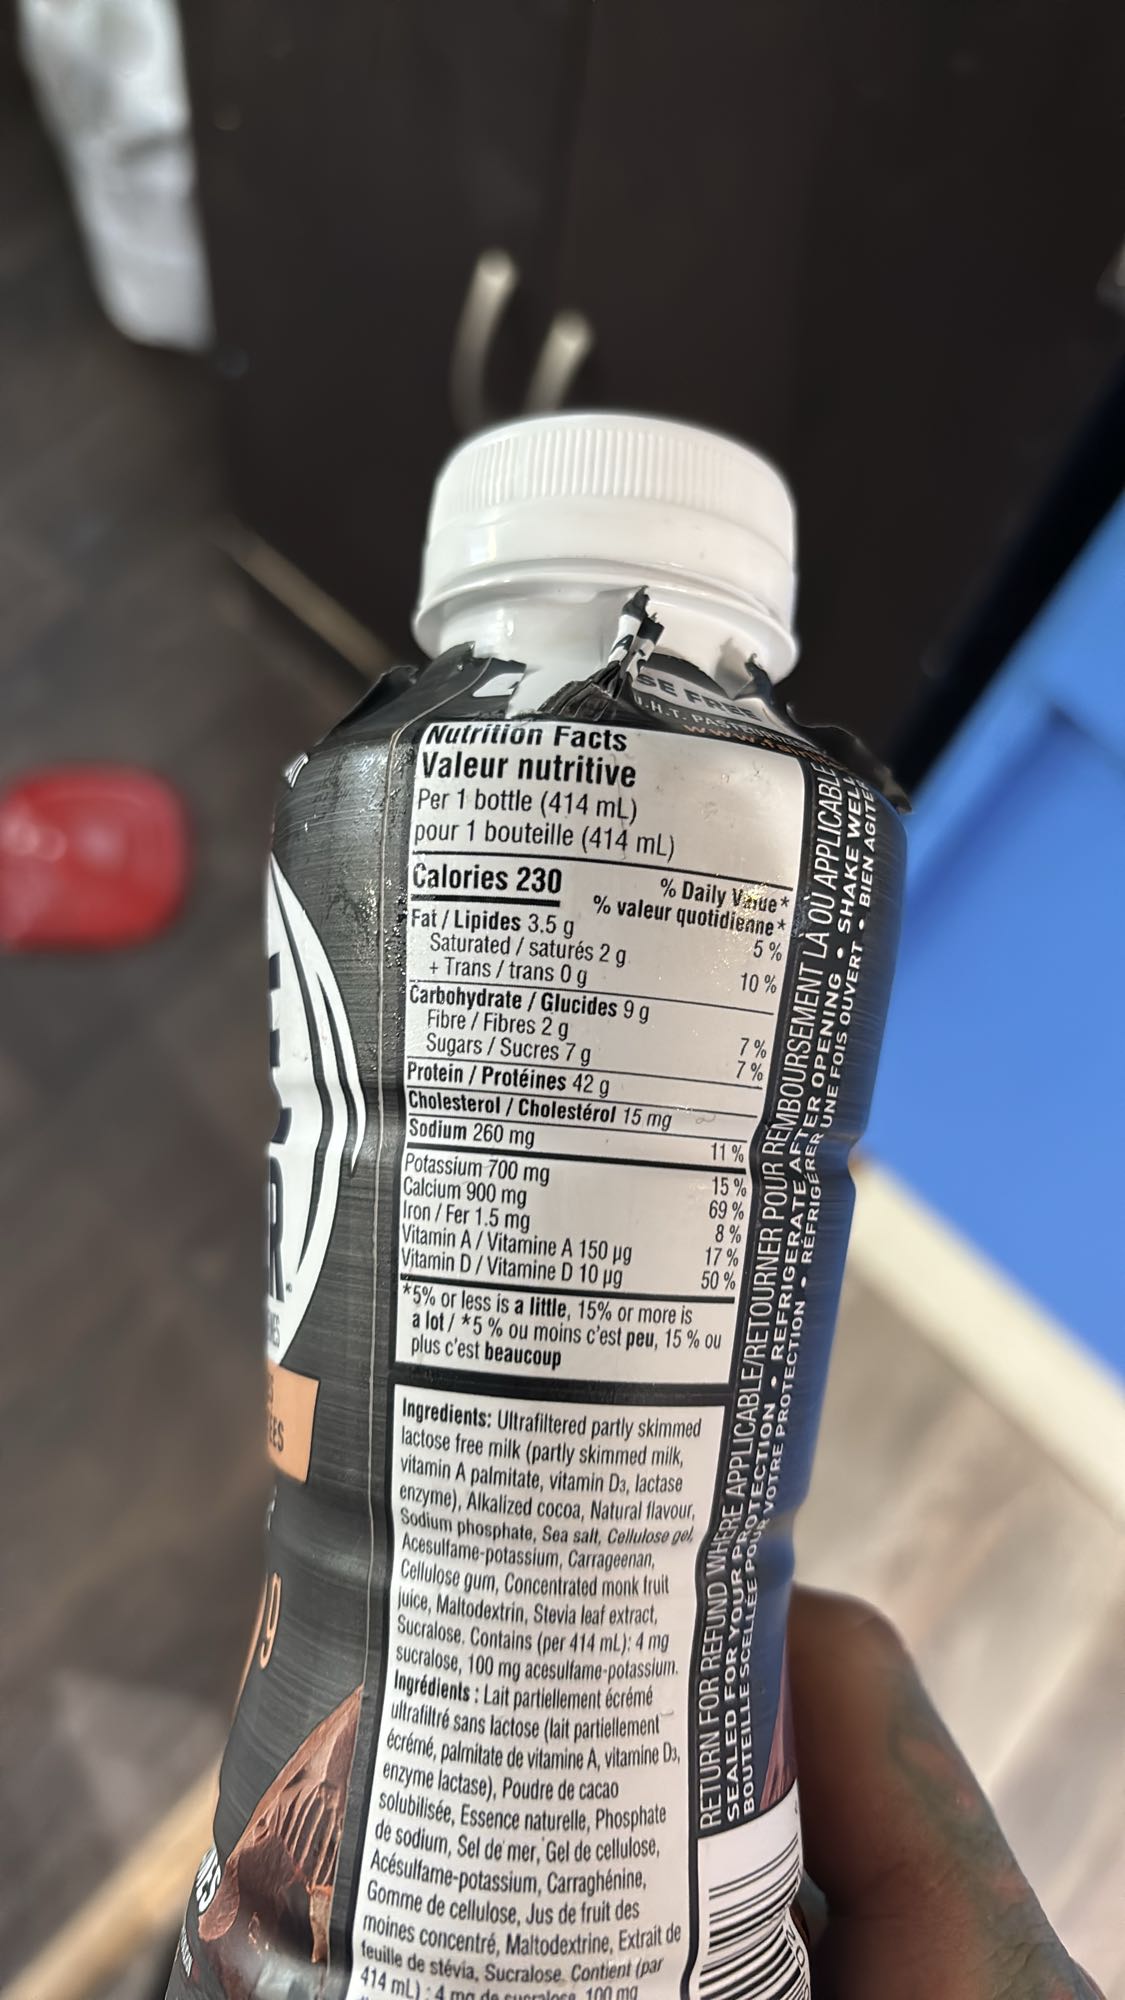 SE FREE
U.H.T. PASTEURIZED
Nutrition Facts
Valeur nutritive
Per 1 bottle (414 mL)
pour 1 bouteille (414 mL)
Calories 230
% Daily Value*
% valeur quotidienne*
Fat / Lipides 3.5 g 5 %
Saturated / saturés 2 g
+ Trans / trans 0 g 10 %
Carbohydrate / Glucides 9 g
Fibre / Fibres 2 g 7 %
Sugars / Sucres 7 g 7 %
Protein / Protéines 42 g
Cholesterol / Cholestérol 15 mg
Sodium 260 mg 11 %
Potassium 700 mg 15 %
Calcium 900 mg 69 %
Iron / Fer 1.5 mg 8 %
Vitamin A / Vitamine A 150 µg 17 %
Vitamin D / Vitamine D 10 µg 50 %
*5% or less is a little, 15% or more is
a lot / *5 % ou moins c'est peu, 15 % ou
plus c'est beaucoup
Ingredients: Ultrafiltered partly skimmed
lactose free milk (partly skimmed milk,
vitamin A palmitate, vitamin D3, lactase
enzyme), Alkalized cocoa, Natural flavour,
Sodium phosphate, Sea salt, Cellulose gel,
Acesulfame-potassium, Carrageenan,
Cellulose gum, Concentrated monk fruit
juice, Maltodextrin, Stevia leaf extract,
Sucralose, Contains (per 414 mL): 4 mg
sucralose, 100 mg acesulfame-potassium.
Ingrédients : Lait partiellement écrémé
ultrafiltré sans lactose (lait partiellement
écrémé, palmitate de vitamine A, vitamine D3,
enzyme lactase), Poudre de cacao
solubilisée, Essence naturelle, Phosphate
de sodium, Sel de mer, Gel de cellulose,
Acésulfame-potassium, Carraghénine,
Gomme de cellulose, Jus de fruit des
moines concentré, Maltodextrine, Extrait de
feuille de stévia, Sucralose. Contient (par
414 mL) : 4 mg de sucralose, 100 mg
RETURN FOR REFUND WHERE APPLICABLE/RETOURNER POUR REMBOURSEMENT LÀ OÙ APPLICABLE
SEALED FOR YOUR PROTECTION • REFRIGERATE AFTER OPENING • SHAKE WELL
BOUTEILLE SCELLÉE POUR VOTRE PROTECTION • RÉFRIGÉRER UNE FOIS OUVERT • BIEN AGITER